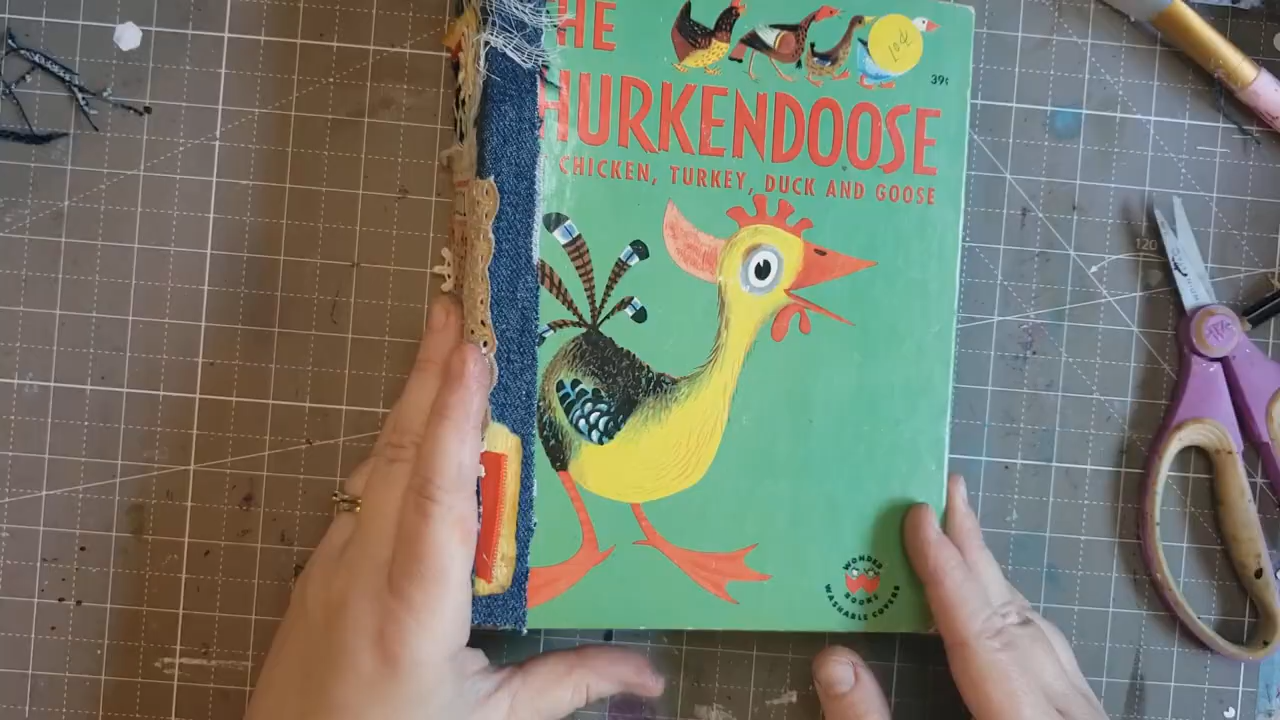 HE
HURKENDOOSE
CHICKEN, TURKEY, DUCK AND GOOSE
10¢
39¢
WONDER
BOOKS
WASHABLE COVERS
120